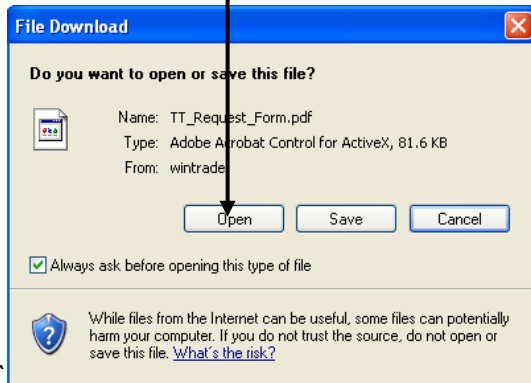 File Download
Do you want to open or save this file?
Name: TT_Request_Form.pdf
Type: Adobe Acrobat Control for ActiveX, 81.6 KB
From: wintrade
Open Save Cancel
Always ask before opening this type of file
While files from the Internet can be useful, some files can potentially
harm your computer. If you do not trust the source, do not open or
save this file. What's the risk?